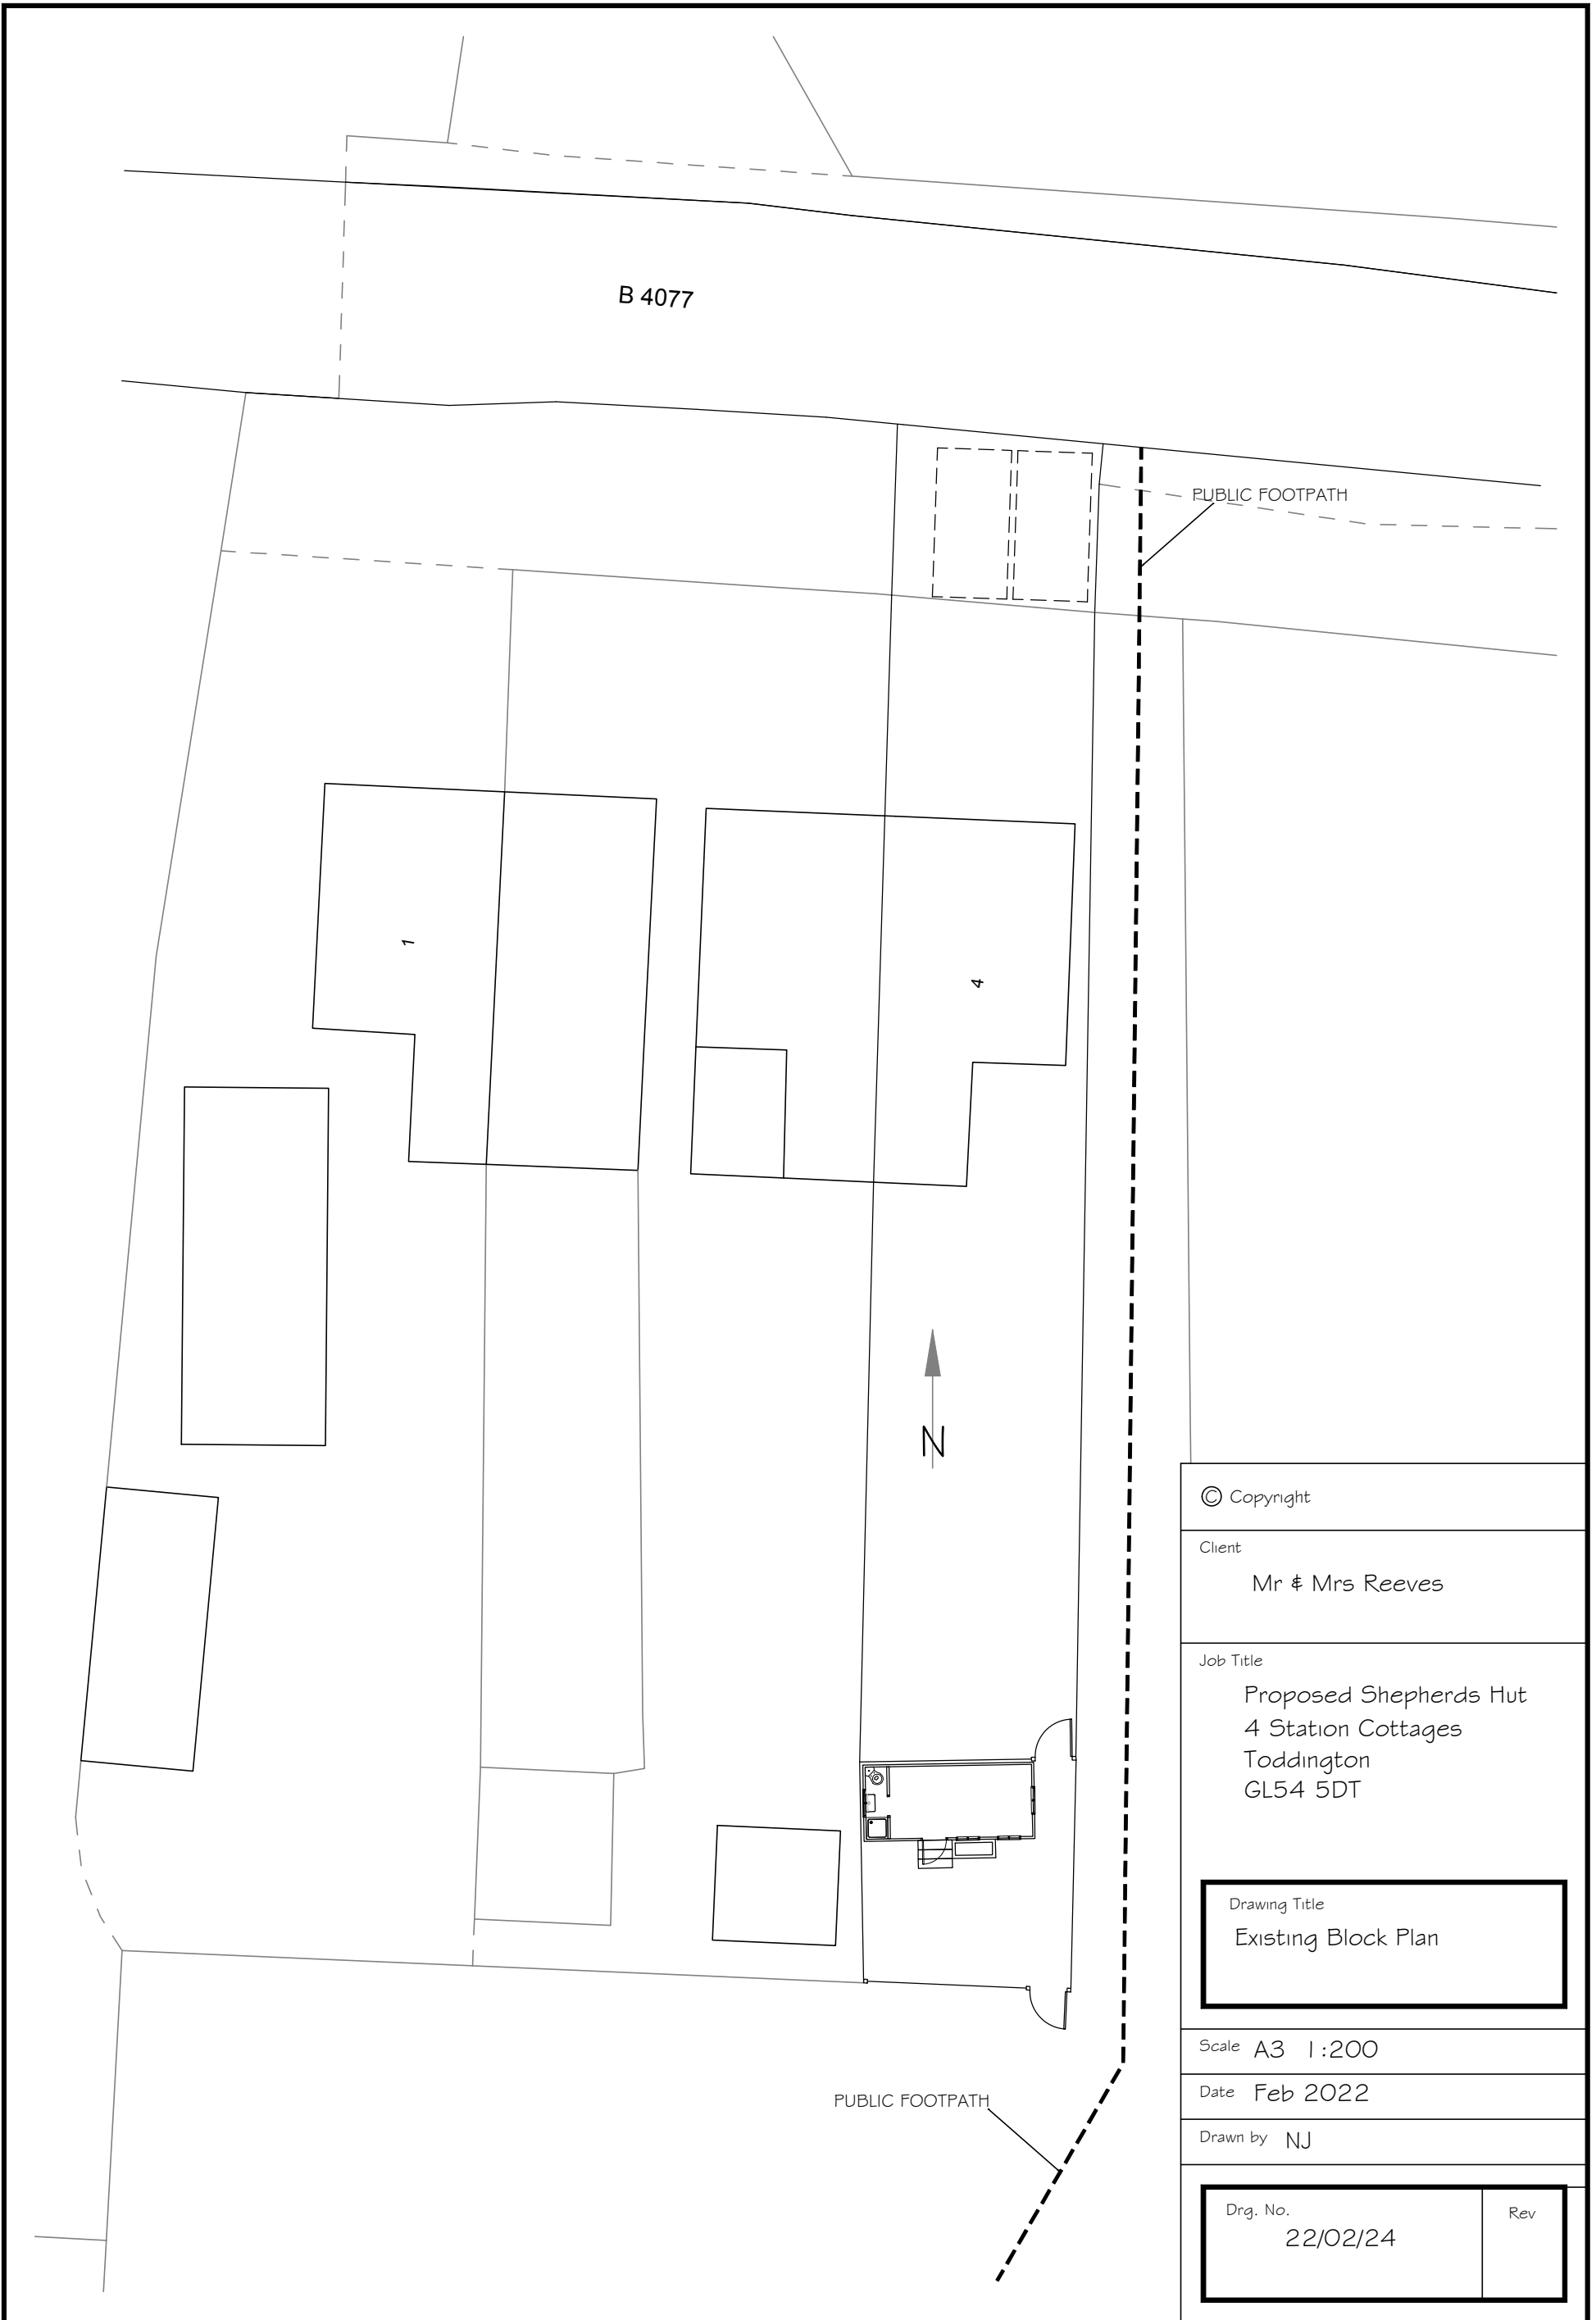 B 4077
PUBLIC FOOTPATH
1
4
N
© Copyright
Client
Mr & Mrs Reeves
Job Title
Proposed Shepherds Hut
4 Station Cottages
Toddington
GL54 5DT
Drawing Title
Existing Block Plan
Scale A3 1:200
Date Feb 2022
PUBLIC FOOTPATH
Drawn by NJ
Drg. No.
Rev
22/02/24